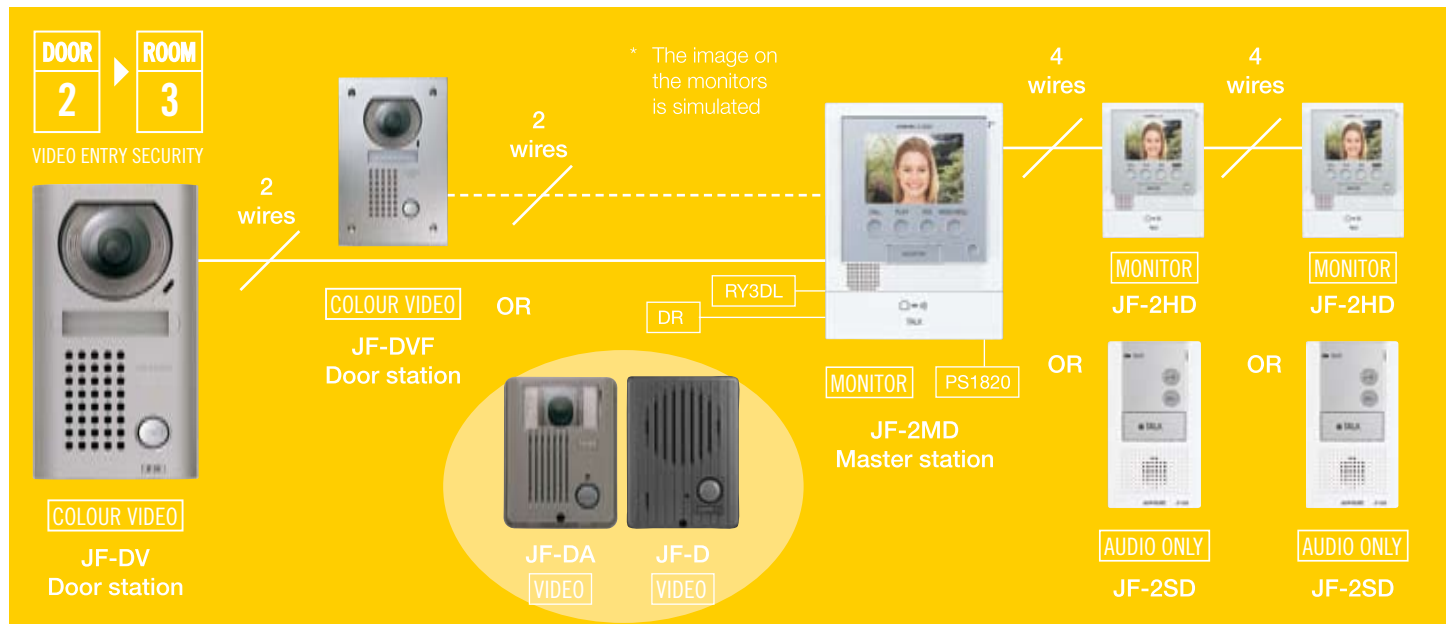 DOOR
2
ROOM
3
VIDEO ENTRY SECURITY
* The image on
the monitors
is simulated
2
wires
2
wires
4
wires
4
wires
COLOUR VIDEO
JF-DV
Door station
COLOUR VIDEO
JF-DVF
Door station
OR
JF-DA
VIDEO
JF-D
VIDEO
RY3DL
DR
PS1820
TALK
MONITOR
JF-2MD
Master station
MONITOR
JF-2HD
MONITOR
JF-2HD
OR
OR
TALK
TALK
AUDIO ONLY
JF-2SD
AUDIO ONLY
JF-2SD